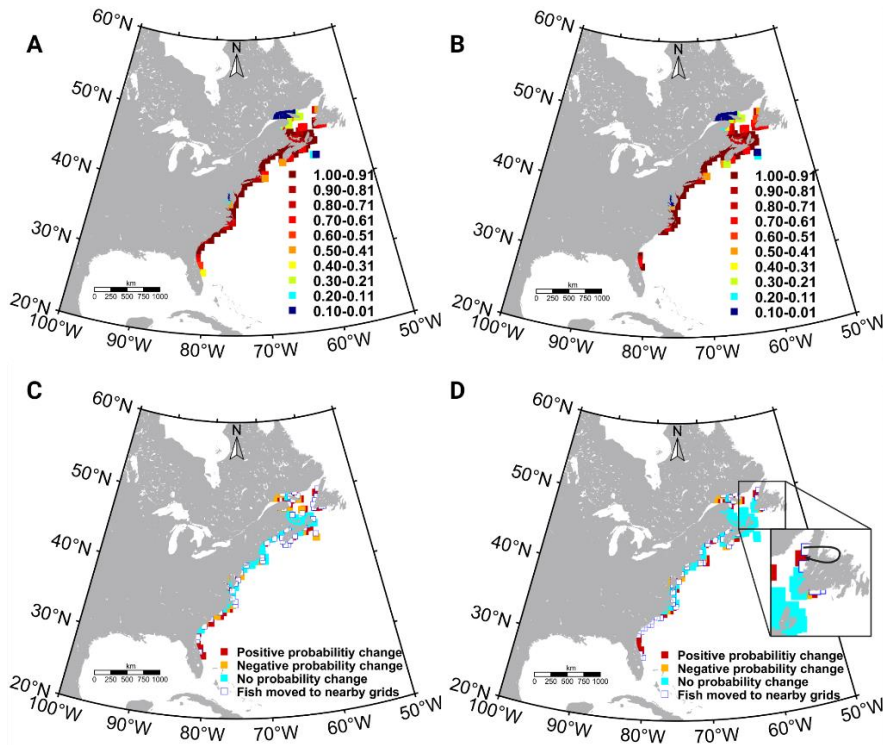 A
60°N
50°N
40°N
30°N
20°N
100°W
90°W
80°W
70°W
60°W
50°W
N
1.00-0.91
0.90-0.81
0.80-0.71
0.70-0.61
0.60-0.51
0.50-0.41
0.40-0.31
0.30-0.21
0.20-0.11
0.10-0.01
km
0 250 500 750 1000
B
60°N
50°N
40°N
30°N
20°N
100°W
90°W
80°W
70°W
60°W
50°W
N
1.00-0.91
0.90-0.81
0.80-0.71
0.70-0.61
0.60-0.51
0.50-0.41
0.40-0.31
0.30-0.21
0.20-0.11
0.10-0.01
km
0 250 500 750 1000
C
60°N
50°N
40°N
30°N
20°N
100°W
90°W
80°W
70°W
60°W
50°W
N
Positive probabilitiy change
Negative probability change
No probability change
Fish moved to nearby grids
km
0 250 500 750 1000
D
60°N
50°N
40°N
30°N
20°N
100°W
90°W
80°W
70°W
60°W
50°W
N
Positive probabilitiy change
Negative probability change
No probability change
Fish moved to nearby grids
km
0 250 500 750 1000